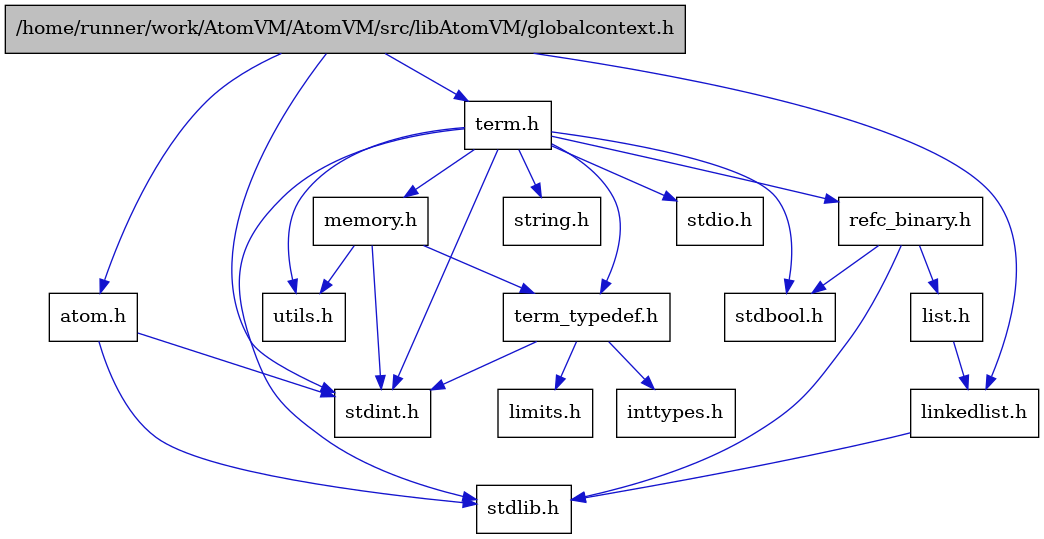 /home/runner/work/AtomVM/AtomVM/src/libAtomVM/globalcontext.h
term.h
memory.h
string.h
stdio.h
refc_binary.h
atom.h
utils.h
term_typedef.h
stdbool.h
list.h
stdint.h
limits.h
inttypes.h
linkedlist.h
stdlib.h